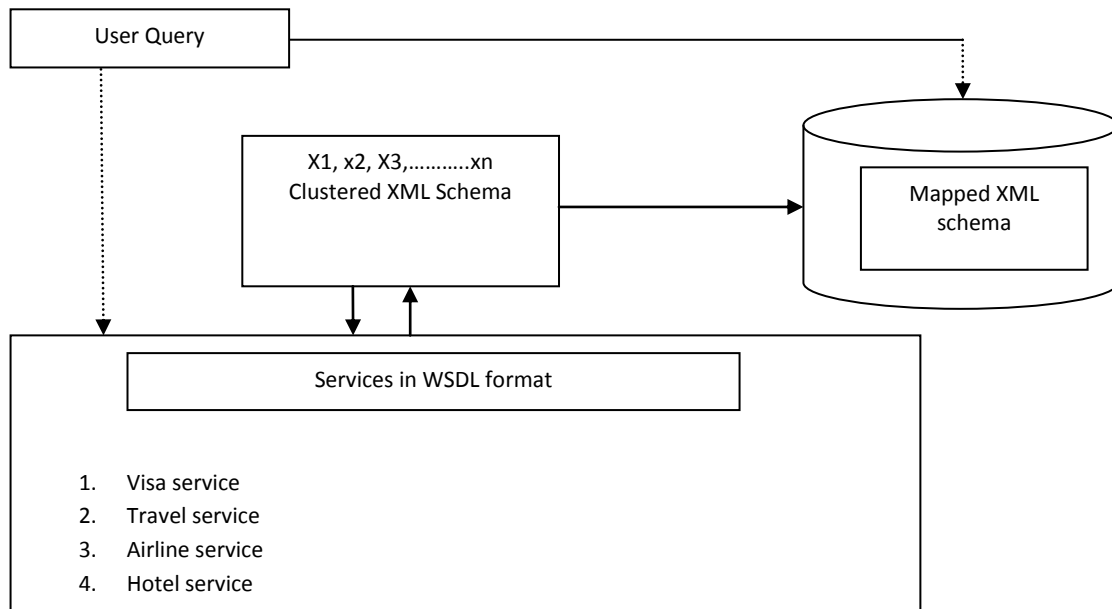 User Query
X1, x2, X3,………..xn
Clustered XML Schema
Mapped XML
schema
Services in WSDL format
1. Visa service
2. Travel service
3. Airline service
4. Hotel service